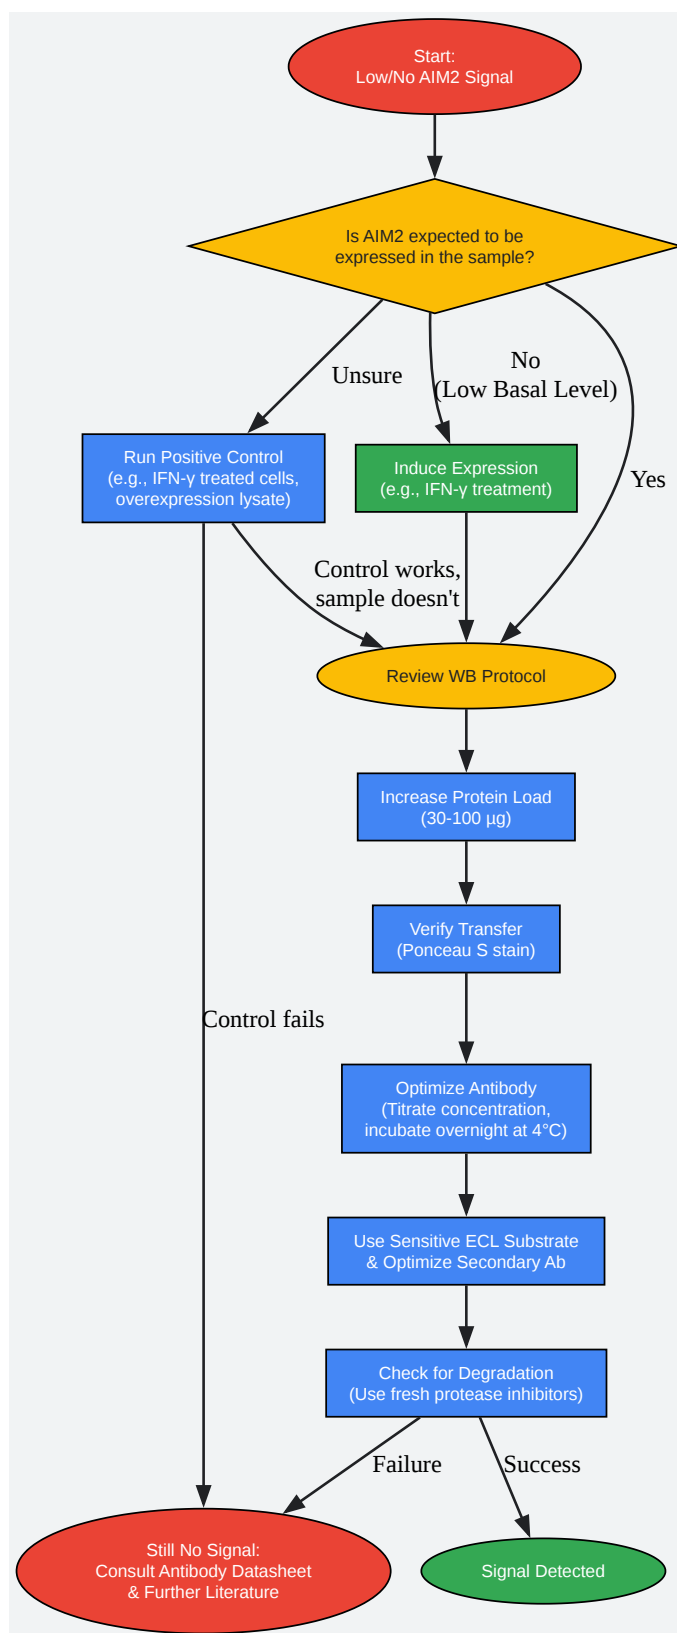 Start:
Low/No AIM2 Signal
Is AIM2 expected to be
expressed in the sample?
Unsure
No
(Low Basal Level)
Yes
Run Positive Control
(e.g., IFN-γ treated cells,
overexpression lysate)
Induce Expression
(e.g., IFN-γ treatment)
Control works,
sample doesn't
Review WB Protocol
Increase Protein Load
(30-100 µg)
Verify Transfer
(Ponceau S stain)
Control fails
Optimize Antibody
(Titrate concentration,
incubate overnight at 4°C)
Use Sensitive ECL Substrate
& Optimize Secondary Ab
Check for Degradation
(Use fresh protease inhibitors)
Failure
Success
Still No Signal:
Consult Antibody Datasheet
& Further Literature
Signal Detected